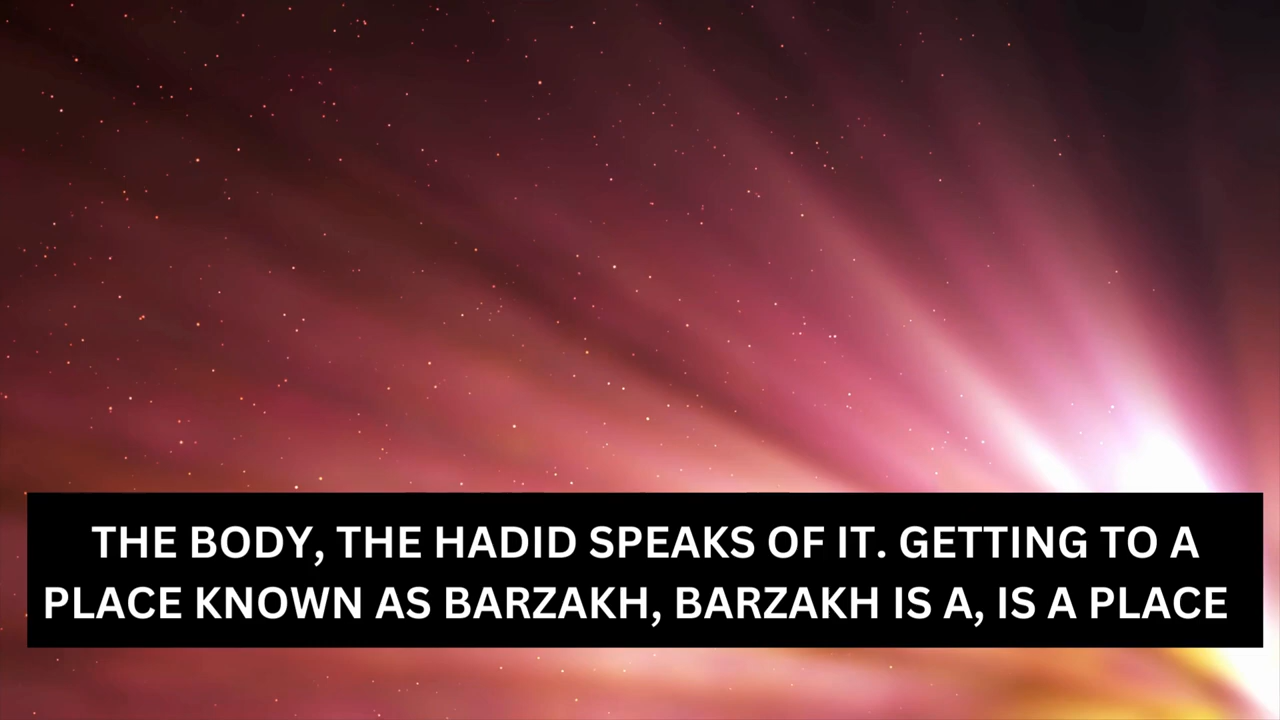 THE BODY, THE HADID SPEAKS OF IT. GETTING TO A
PLACE KNOWN AS BARZAKH, BARZAKH IS A, IS A PLACE